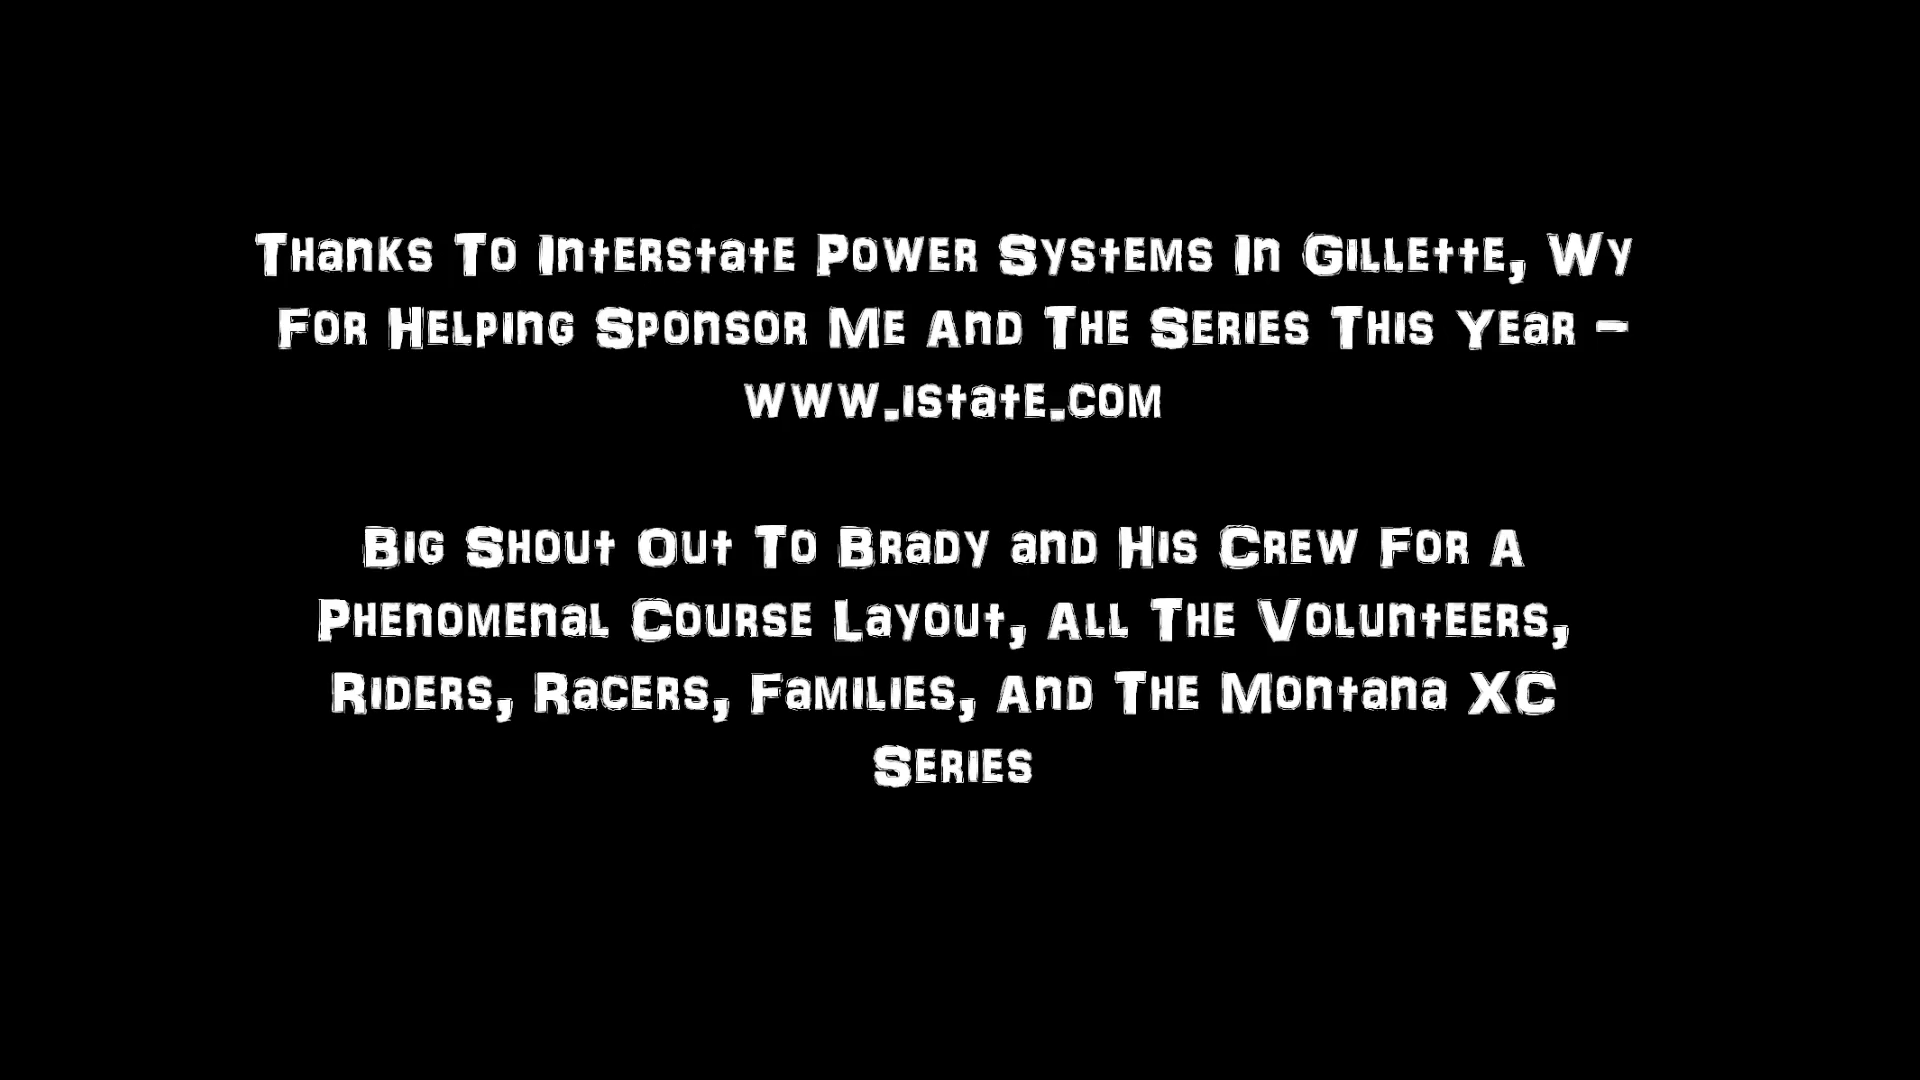 Thanks To Interstate Power Systems In Gillette, Wy
For Helping Sponsor Me And The Series This Year -
www.istate.com
Big Shout Out To Brady and His Crew For A
Phenomenal Course Layout, All The Volunteers,
Riders, Racers, Families, And The Montana XC
Series